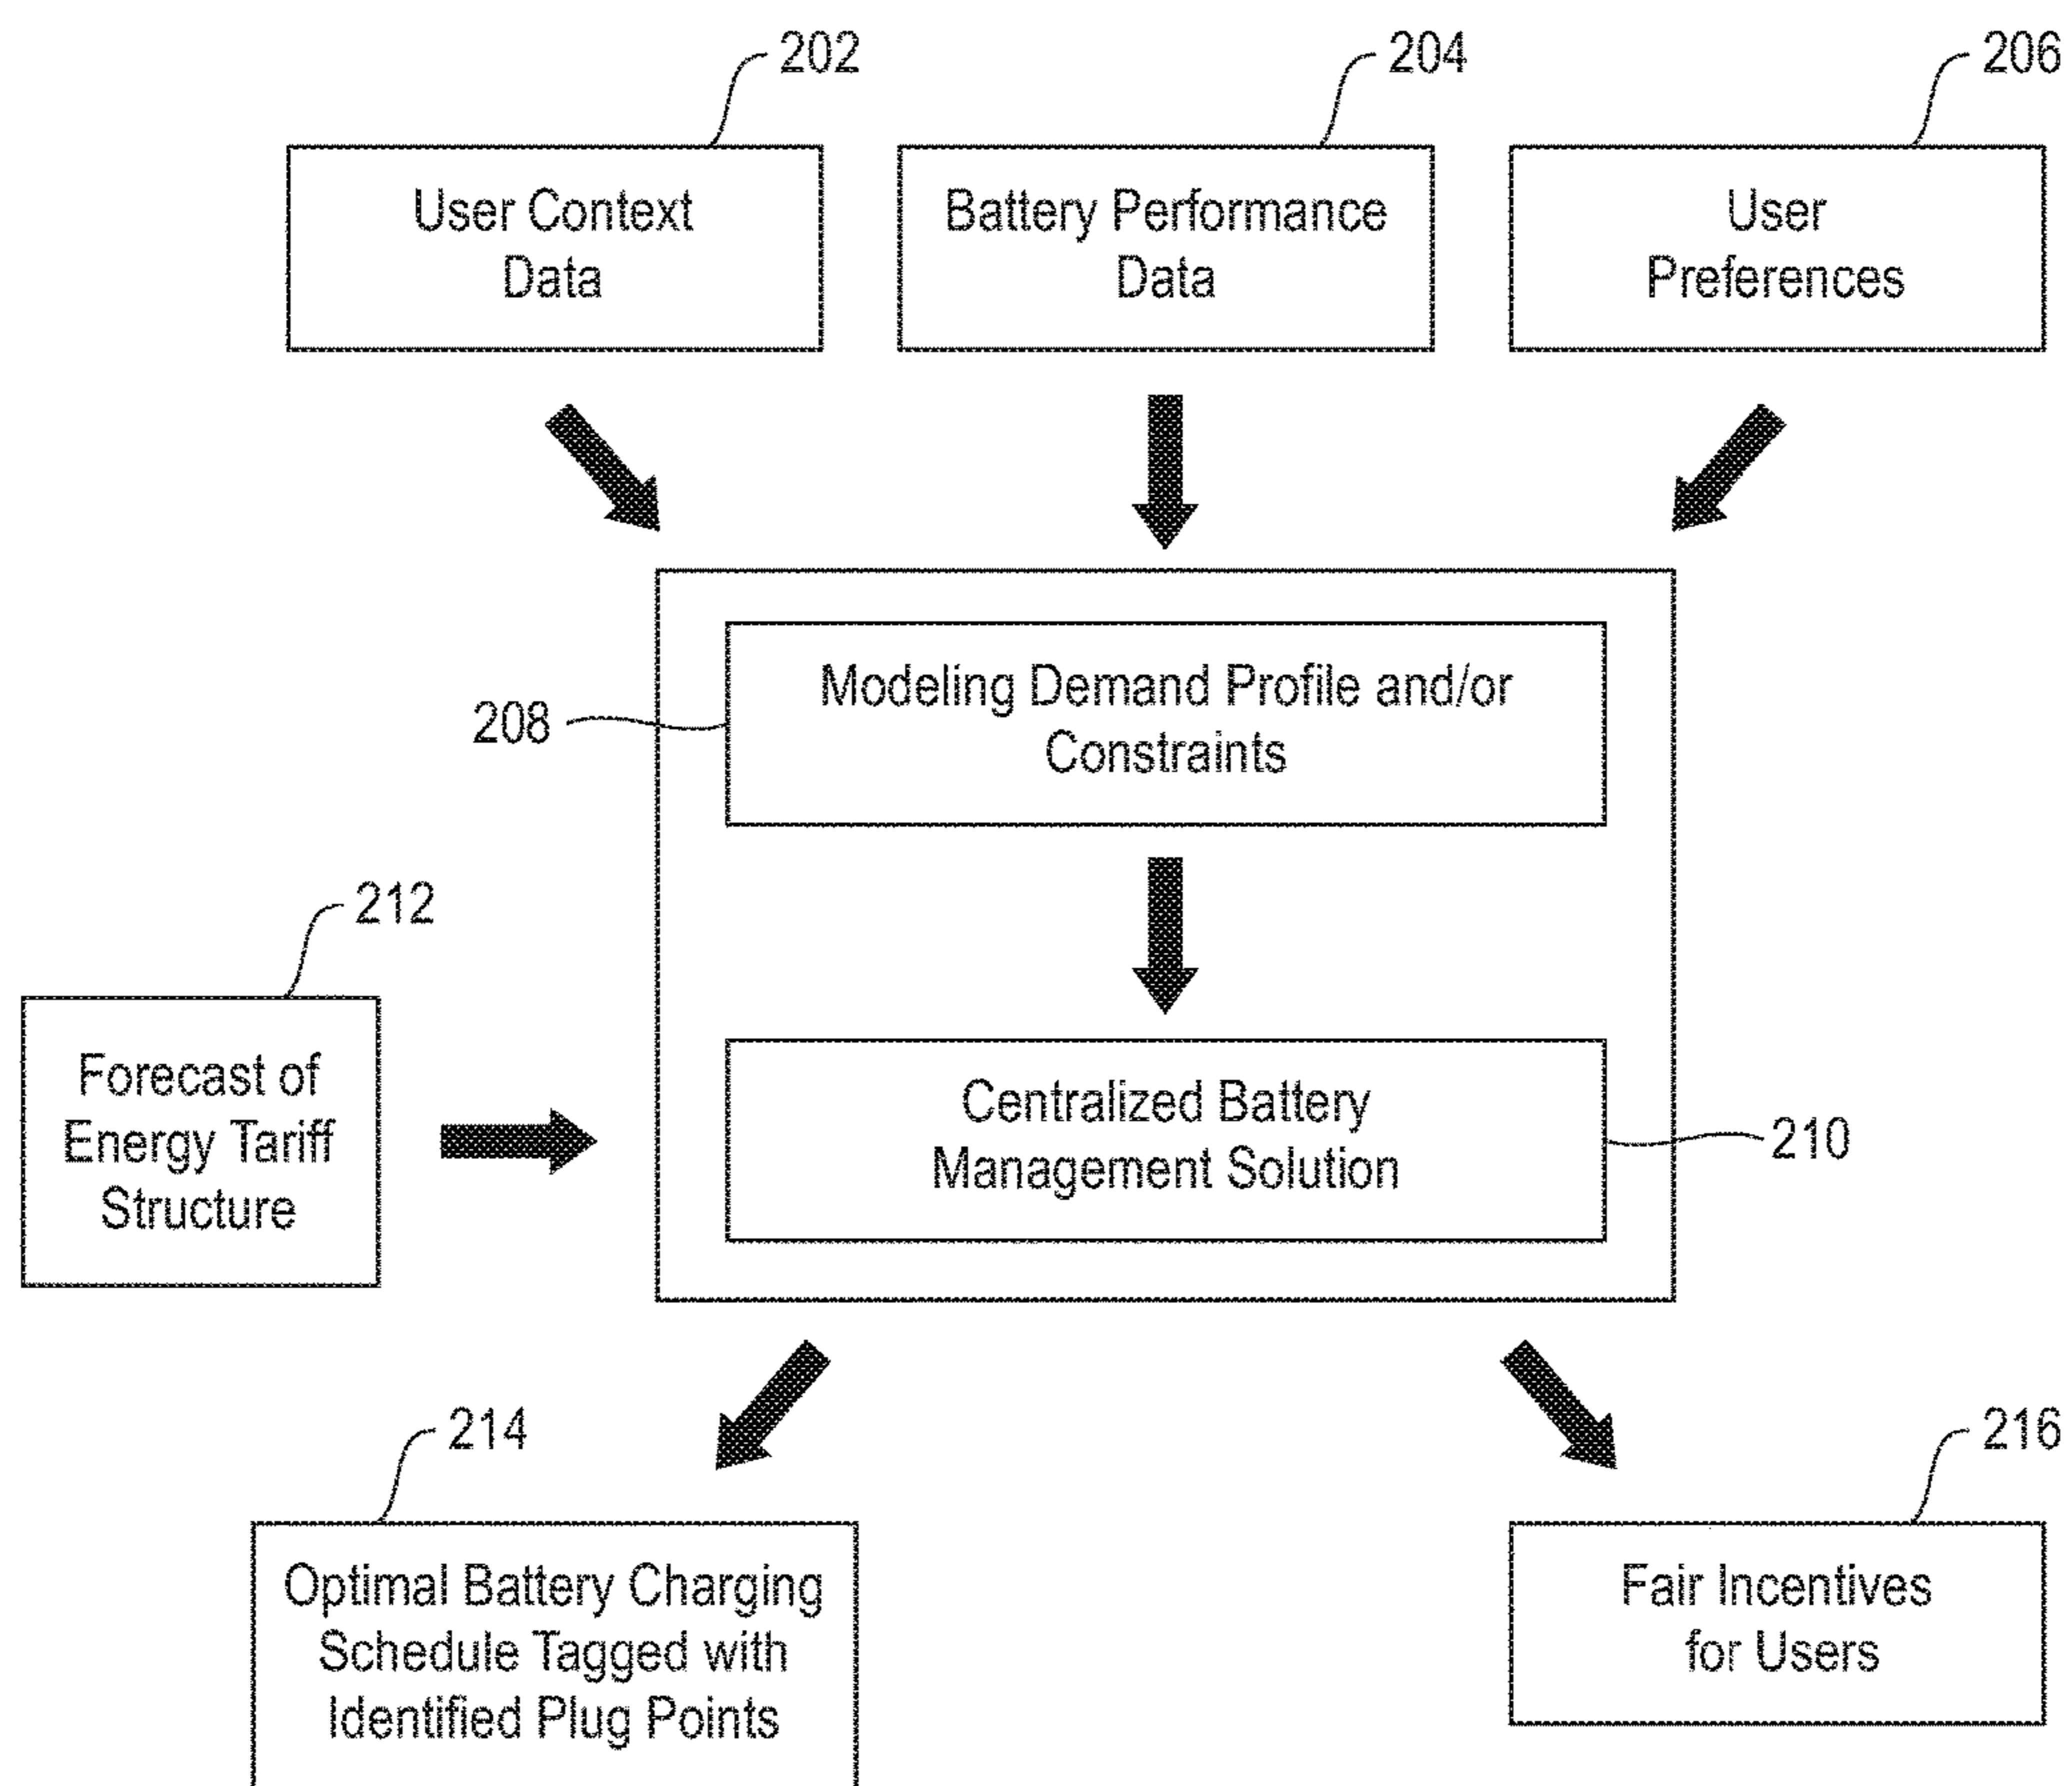 202
204
206
User Context
Data
Battery Performance
Data
User
Preferences
208
Modeling Demand Profile and/or
Constraints
212
Forecast of
Energy Tariff
Structure
Centralized Battery
Management Solution
210
214
216
Optimal Battery Charging
Schedule Tagged with
Identified Plug Points
Fair Incentives
for Users